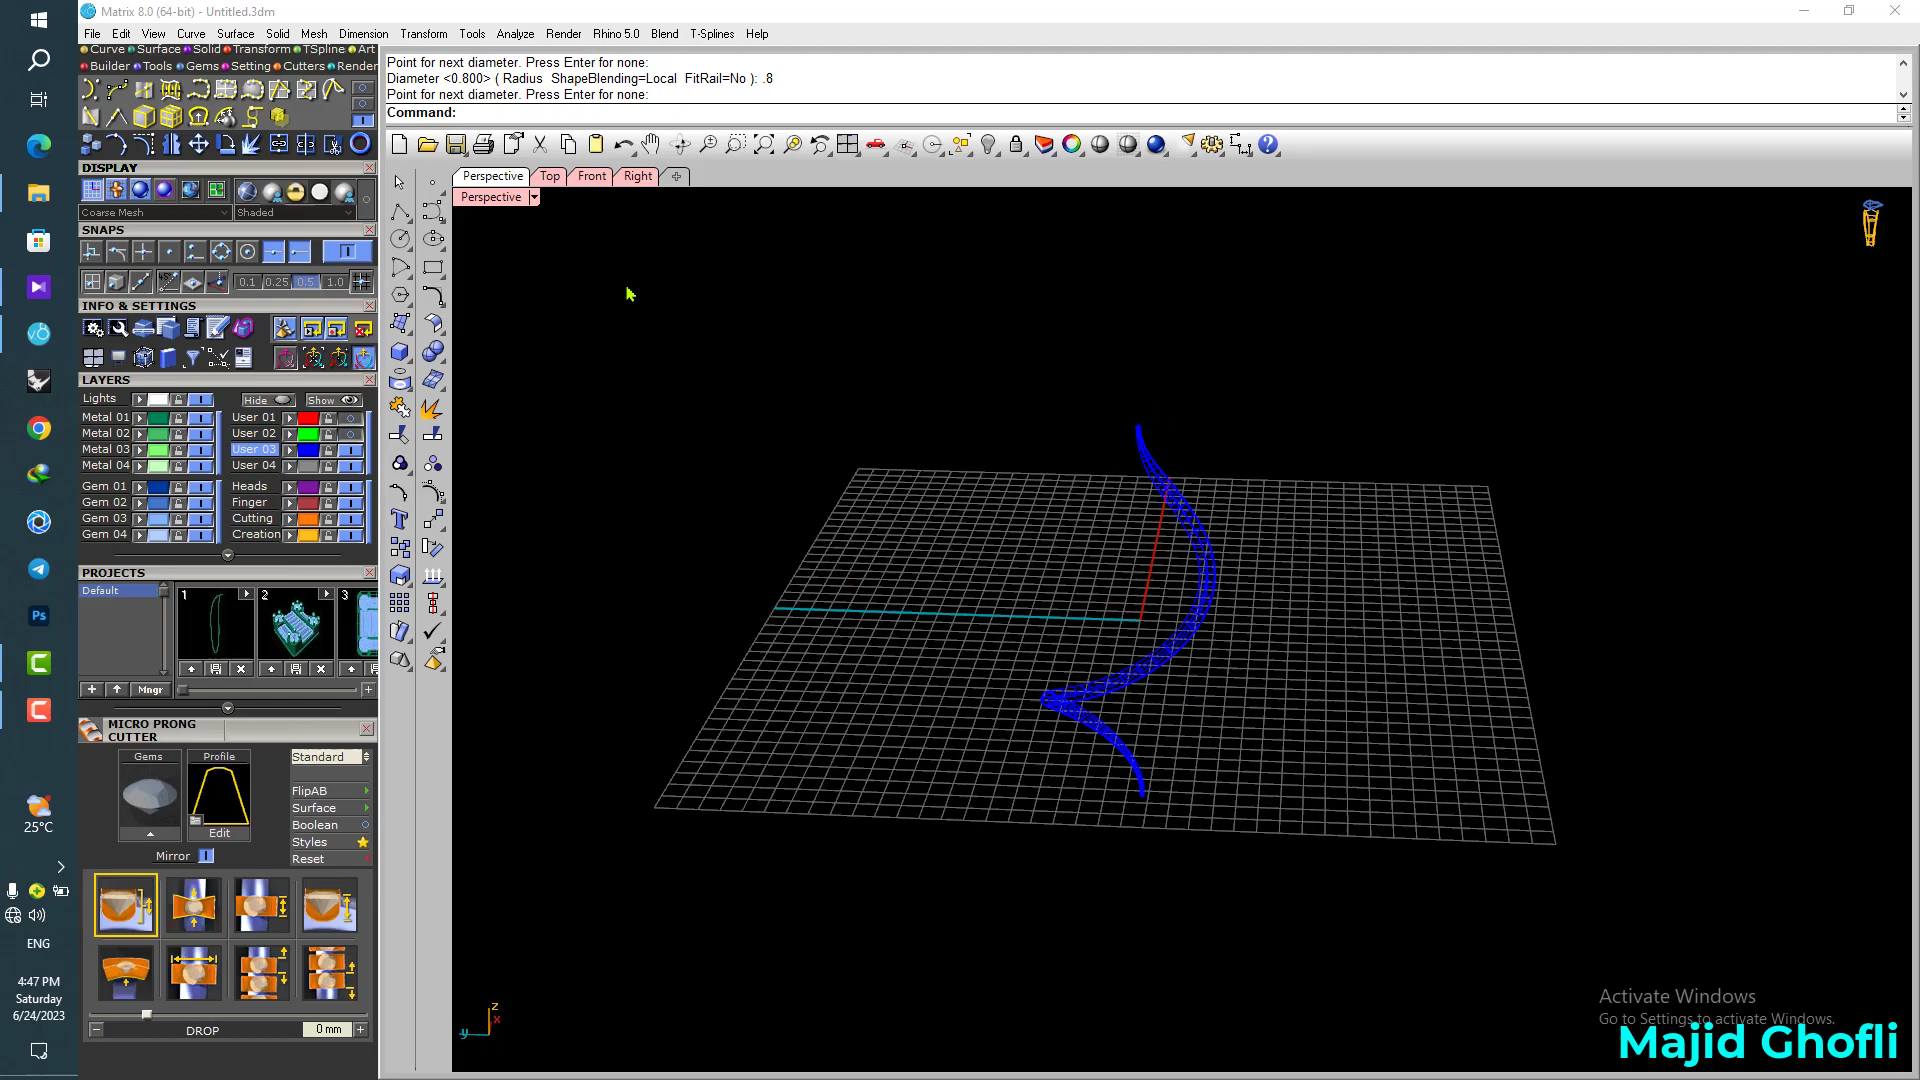 Matrix 8.0 (64-bit) - Untitled.3dm
File Edit View Curve Surface Solid Mesh Dimension Transform Tools Analyze Render Rhino 5.0 Blend T-Splines Help
Curve Surface Solid Transform TSpline Art
Builder Tools Gems Setting Cutters Render
Point for next diameter. Press Enter for none:
Diameter <0.800> ( Radius ShapeBlending=Local FitRail=No ): .8
Point for next diameter. Press Enter for none:
Command:
Perspective Top Front Right
Perspective
DISPLAY
Coarse Mesh Shaded
SNAPS
0.1 0.25 0.5 1.0
INFO & SETTINGS
LAYERS
Lights Hide Show
Metal 01 User 01
Metal 02 User 02
Metal 03 User 03
Metal 04 User 04
Gem 01 Heads
Gem 02 Finger
Gem 03 Cutting
Gem 04 Creation
PROJECTS
Default 1 2 3
+ Mngr
MICRO PRONG
CUTTER
Gems Profile Standard
FlipAB
Surface
Boolean
Edit
Styles
Mirror
Reset
DROP 0 mm
25°C
ENG
4:47 PM
Saturday
6/24/2023
z
x
y
Activate Windows
Go to Settings to activate Windows.
Majid Ghofli